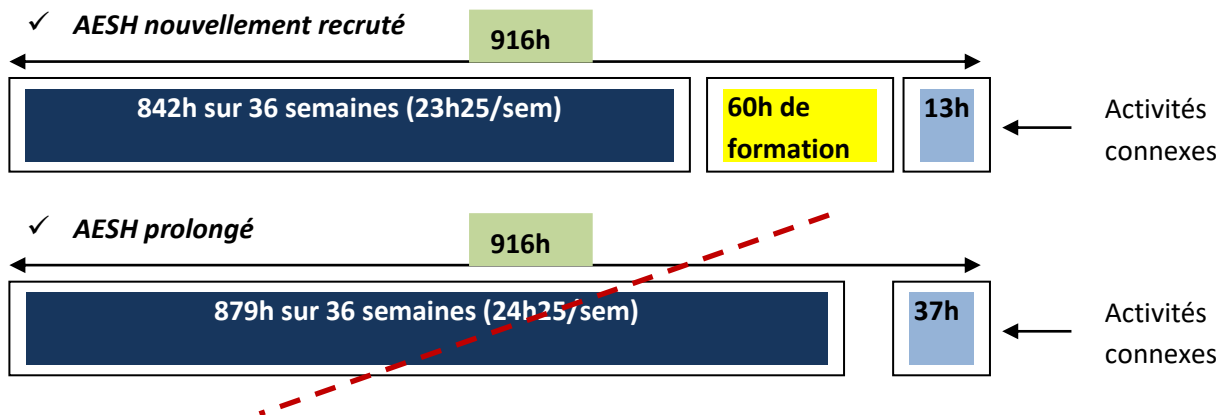 ✓ AESH nouvellement recruté
916h
842h sur 36 semaines (23h25/sem)
60h de
formation
13h
Activités
connexes
✓ AESH prolongé
916h
879h sur 36 semaines (24h25/sem)
37h
Activités
connexes